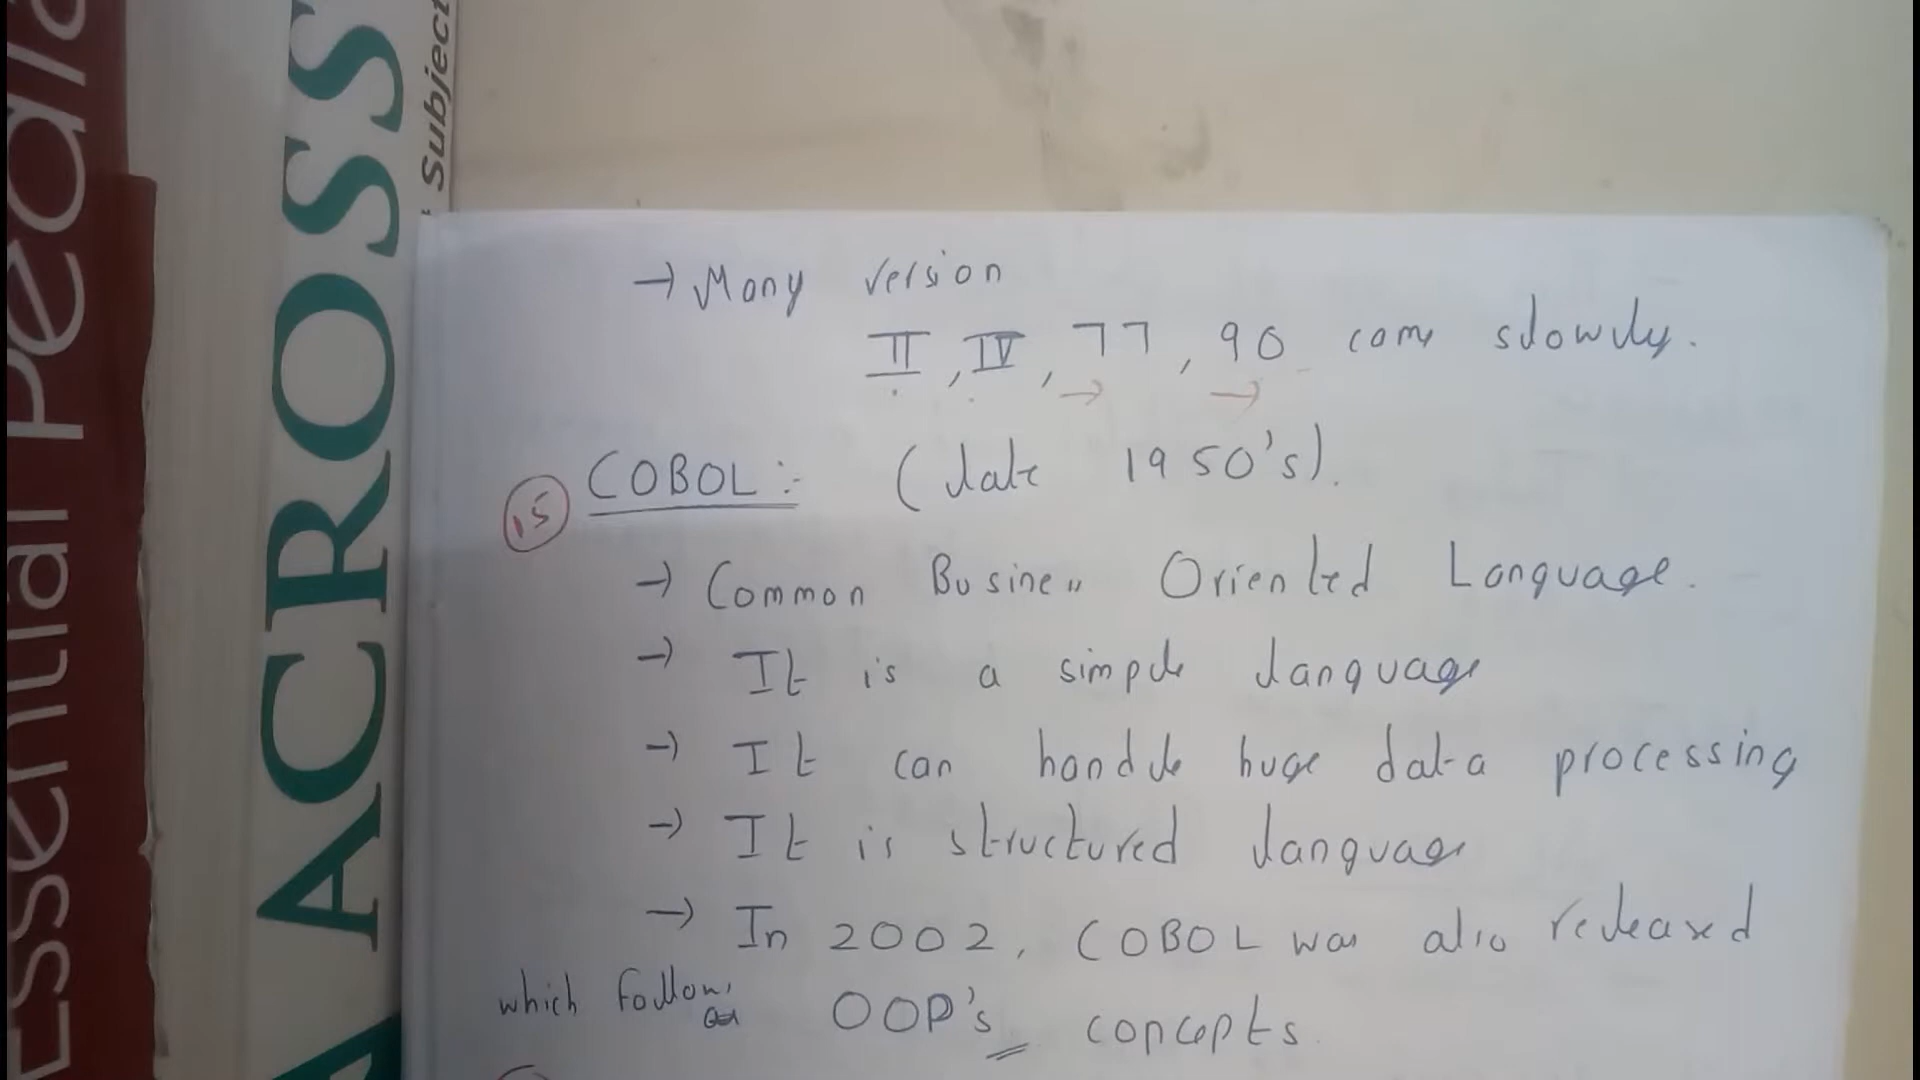 Essential Pedia
ACROSS
Subject
→ Many version
II, IV, 77, 90 come slowly.
→ →
15 COBOL :- (late 1950's).
→ Common Business Oriented Language.
→ It is a simple language
→ It can handle huge data processing
→ It is structured language
→ In 2002, COBOL was also released
which follows OOP's concepts.